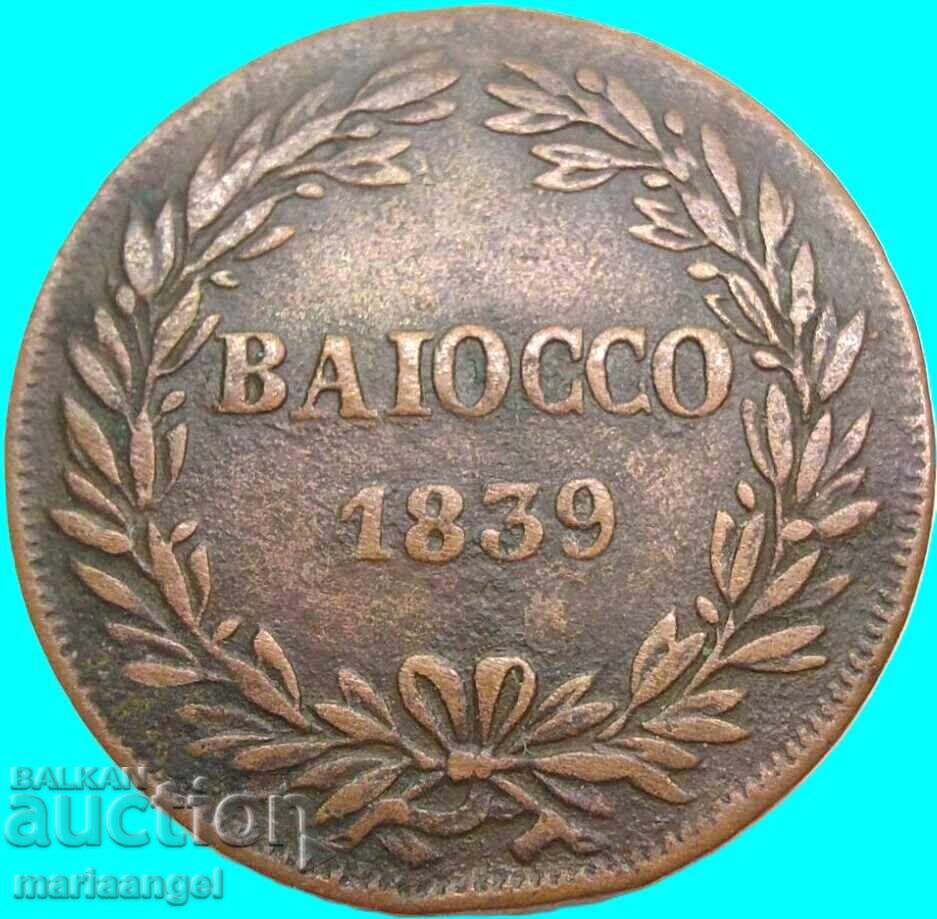 BAIOCCO
1839
BALKAN
auction
mariaangel